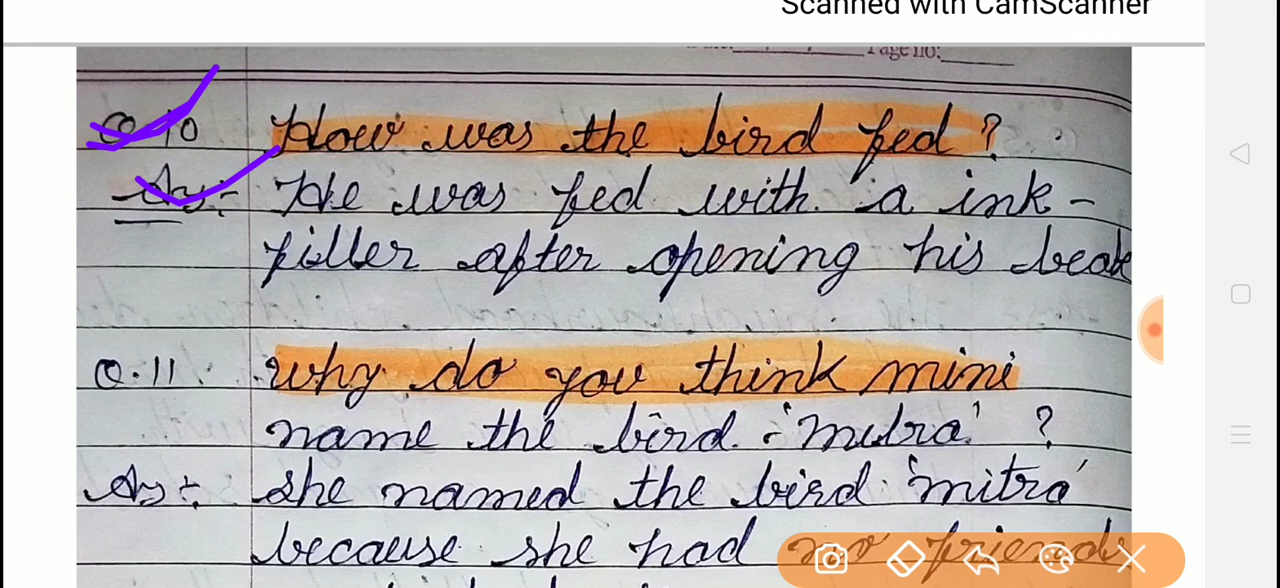 Scanned with CamScanner
Page no:
Q.10 How was the bird fed?
Ans:- He was fed with a ink-
filler after opening his beak
Q.11. Why do you think mini
name the bird 'mitra' ?
Ans:- She named the bird 'mitra'
because she had no friends